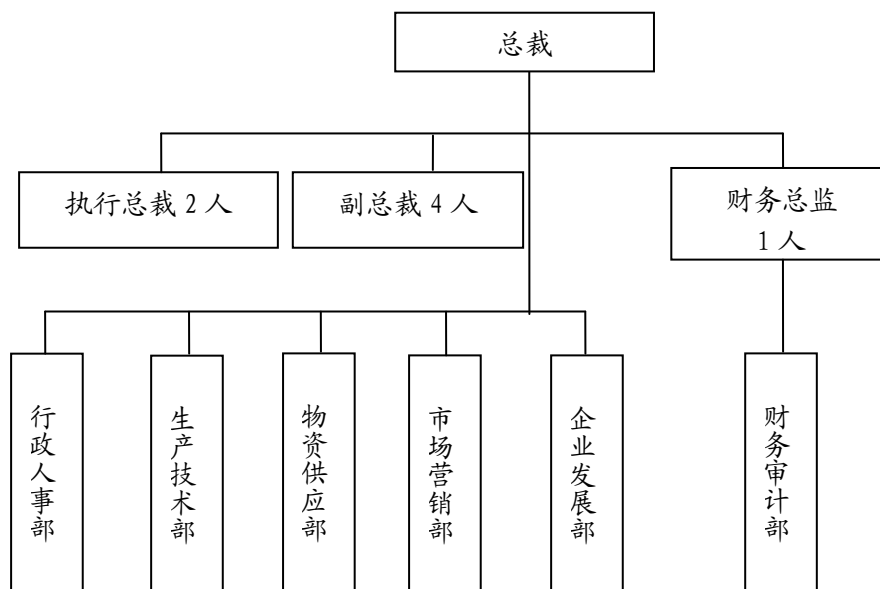 总裁
执行总裁 2 人
副总裁 4 人
财务总监
1 人
行政人事部
生产技术部
物资供应部
市场营销部
企业发展部
财务审计部